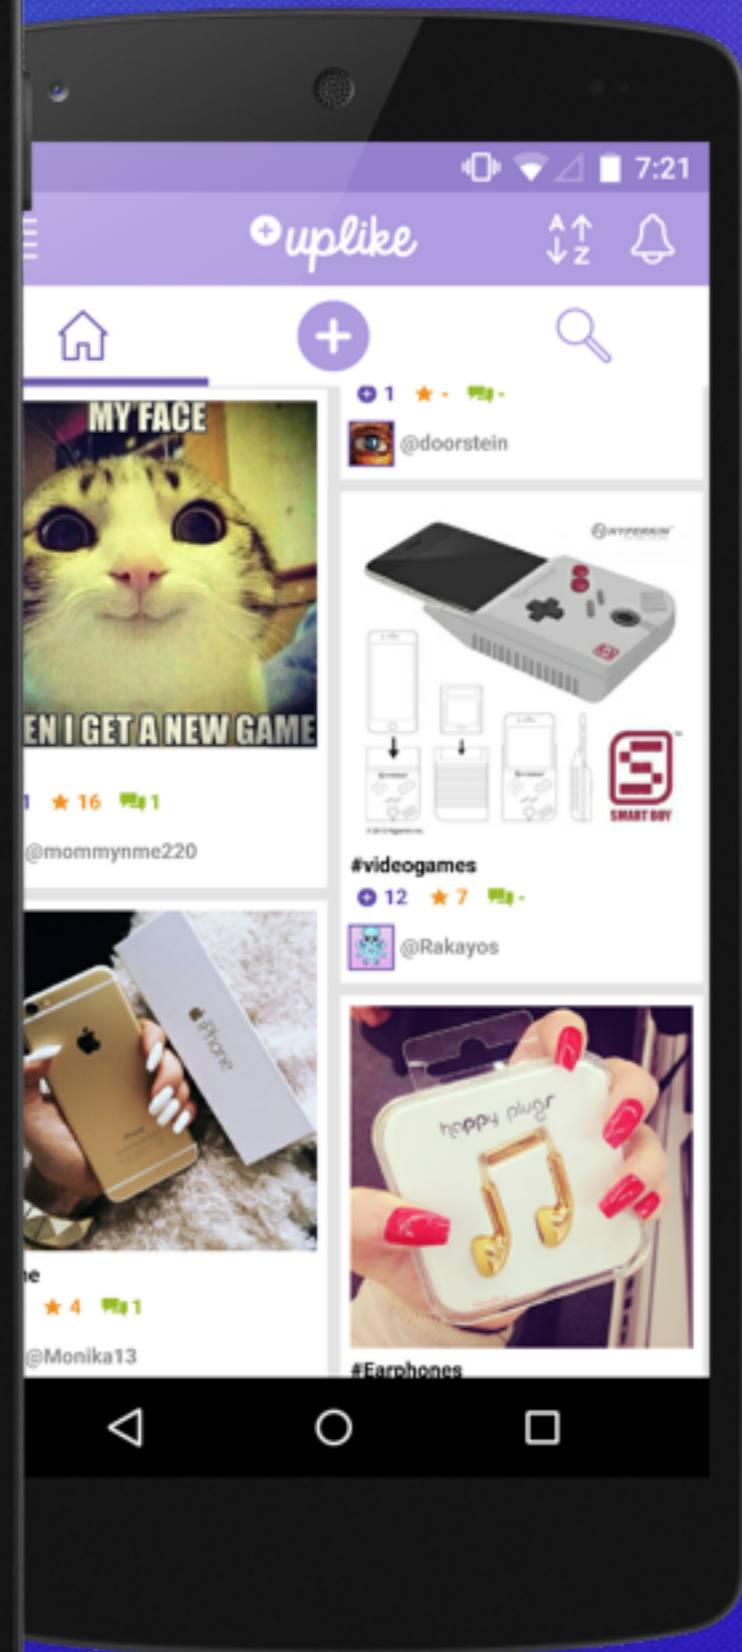 7:21
uplike
A
Z
MY FACE
EN I GET A NEW GAME
16 1
@mommynme220
iPhone
ne
4 1
@Monika13
1 - -
@doorstein
HYPERKIN
SMART BOY
#videogames
12 7 -
@Rakayos
happy plugs
#Earphones